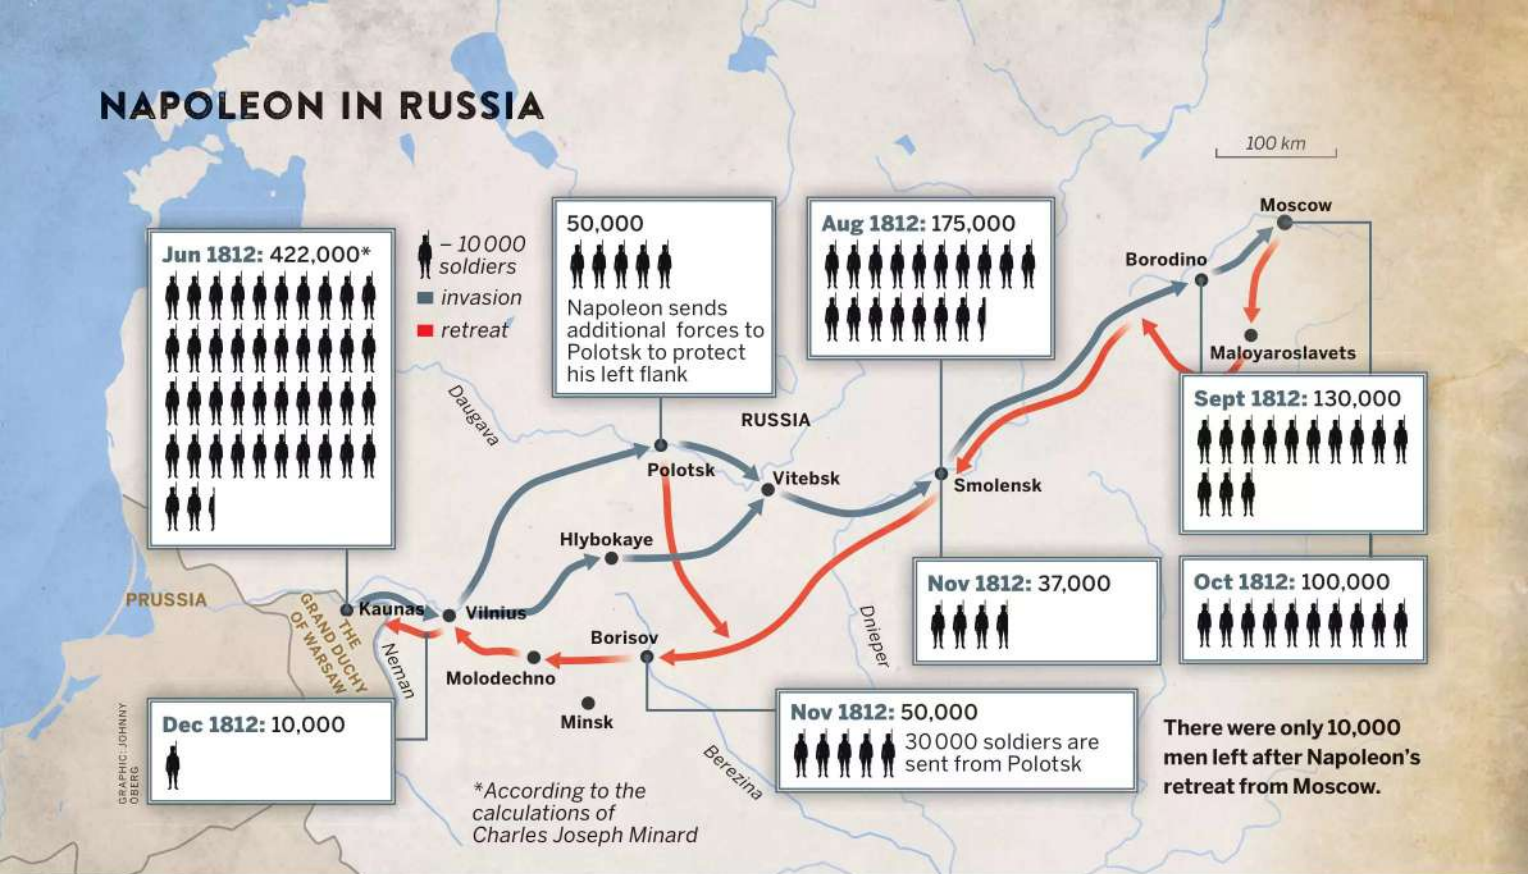 NAPOLEON IN RUSSIA
100 km
Moscow
Jun 1812: 422,000*
– 10 000
soldiers
invasion
retreat
50,000
Napoleon sends
additional forces to
Polotsk to protect
his left flank
Aug 1812: 175,000
Borodino
Maloyaroslavets
Sept 1812: 130,000
Daugava
RUSSIA
Polotsk
Vitebsk
Smolensk
Hlybokaye
Nov 1812: 37,000
Oct 1812: 100,000
PRUSSIA
THE
GRAND DUCHY
OF WARSAW
Kaunas
Vilnius
Neman
Borisov
Molodechno
Minsk
Dnieper
Berezina
Dec 1812: 10,000
Nov 1812: 50,000
30 000 soldiers are
sent from Polotsk
There were only 10,000
men left after Napoleon’s
retreat from Moscow.
*According to the
calculations of
Charles Joseph Minard
GRAPHIC: JOHNNY
OBERG